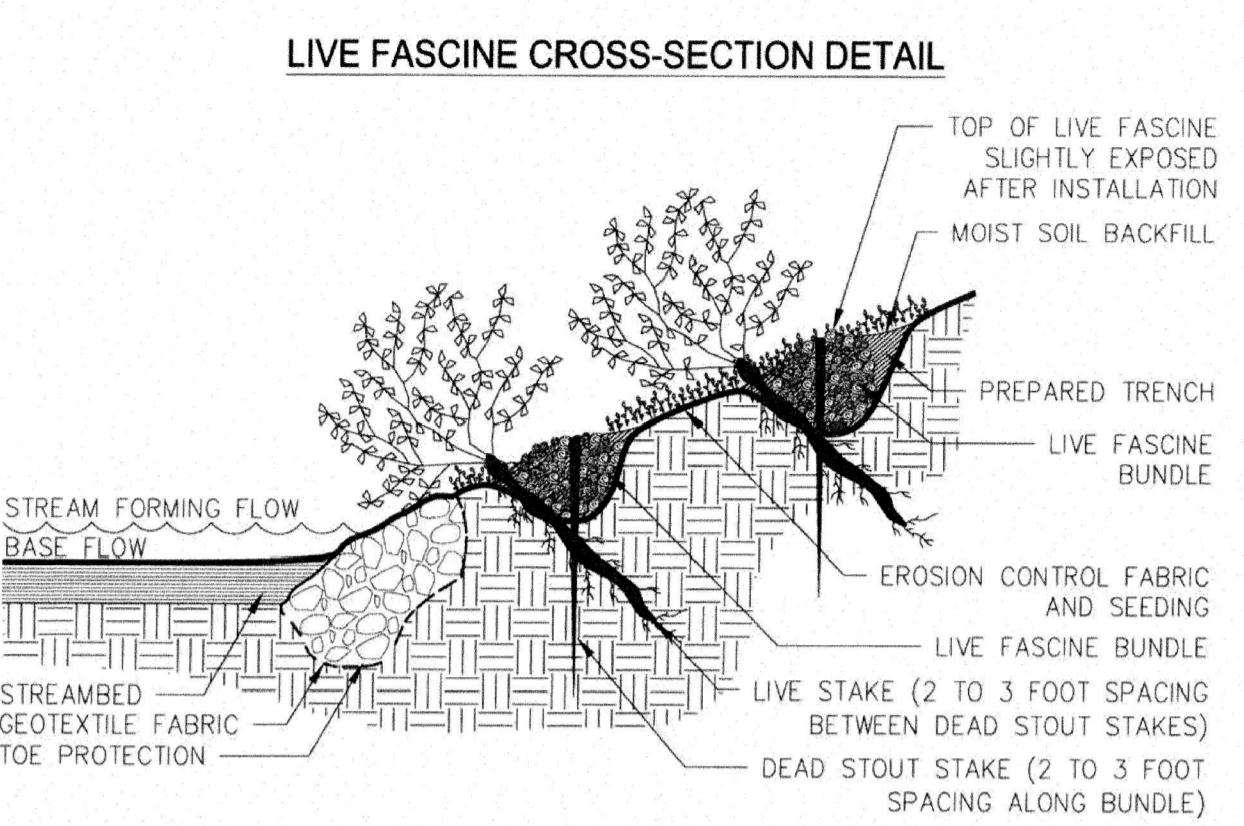 LIVE FASCINE CROSS-SECTION DETAIL
TOP OF LIVE FASCINE
SLIGHTLY EXPOSED
AFTER INSTALLATION
MOIST SOIL BACKFILL
PREPARED TRENCH
LIVE FASCINE
BUNDLE
STREAM FORMING FLOW
BASE FLOW
EROSION CONTROL FABRIC
AND SEEDING
LIVE FASCINE BUNDLE
STREAMBED
GEOTEXTILE FABRIC
TOE PROTECTION
LIVE STAKE (2 TO 3 FOOT SPACING
BETWEEN DEAD STOUT STAKES)
DEAD STOUT STAKE (2 TO 3 FOOT
SPACING ALONG BUNDLE)